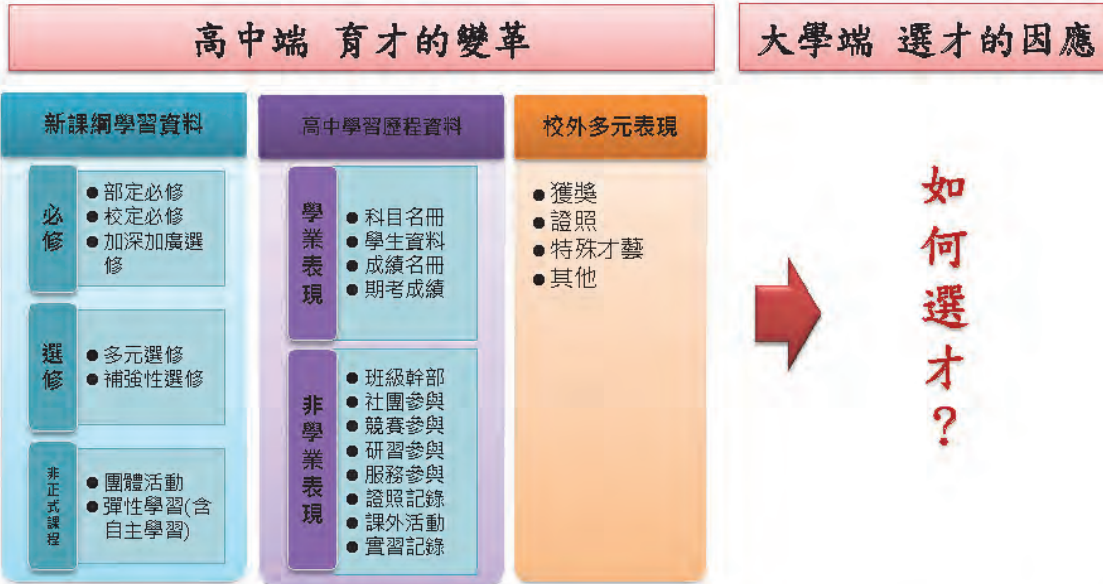 高中端 育才的變革
大學端 選才的因應
新課綱學習資料
必修
●部定必修
●校定必修
●加深加廣選
修
選修
●多元選修
●補強性選修
非正式課程
●團體活動
●彈性學習(含
自主學習)
高中學習歷程資料
學業表現
●科目名冊
●學生資料
●成績名冊
●期考成績
非學業表現
●班級幹部
●社團參與
●競賽參與
●研習參與
●服務參與
●證照記錄
●課外活動
●實習記錄
校外多元表現
●獲獎
●證照
●特殊才藝
●其他
如何選才？